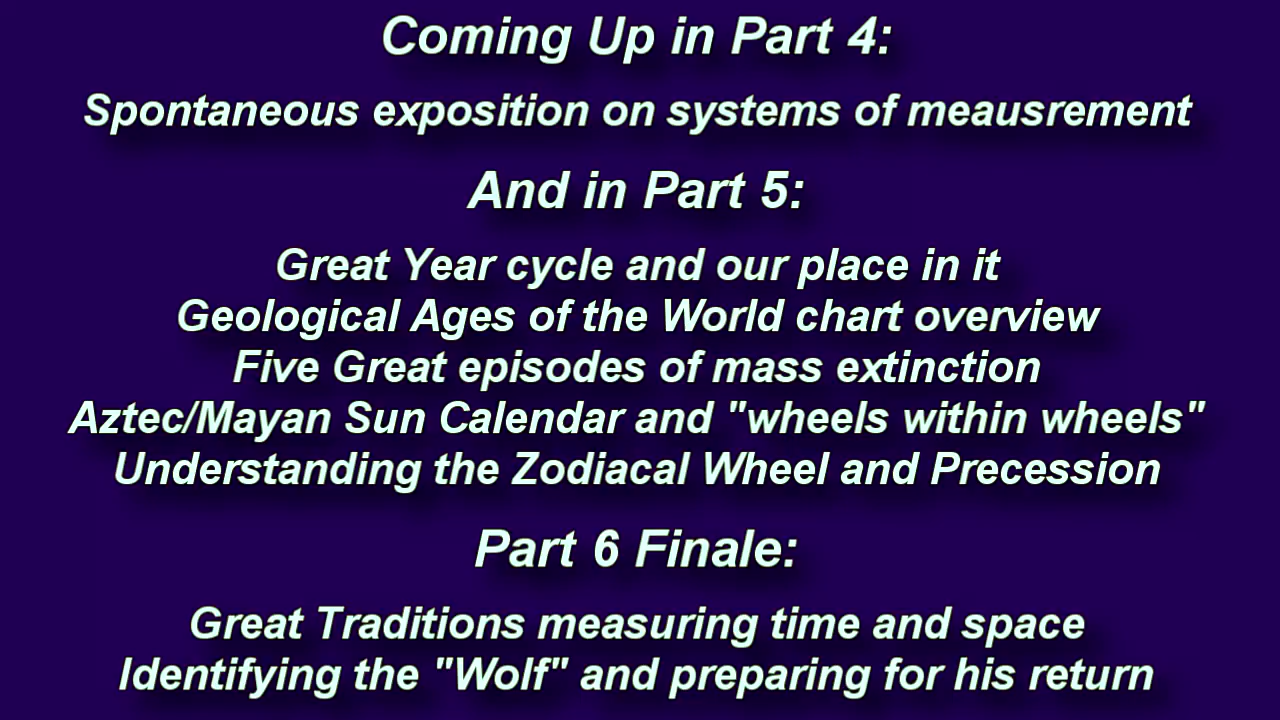 Coming Up in Part 4:
Spontaneous exposition on systems of meausrement
And in Part 5:
Great Year cycle and our place in it
Geological Ages of the World chart overview
Five Great episodes of mass extinction
Aztec/Mayan Sun Calendar and "wheels within wheels"
Understanding the Zodiacal Wheel and Precession
Part 6 Finale:
Great Traditions measuring time and space
Identifying the "Wolf" and preparing for his return